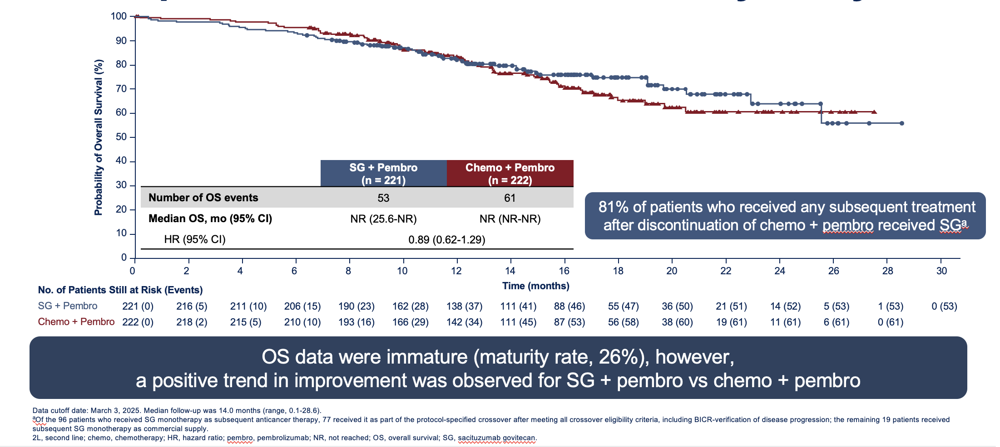 100
90
80
70
60
50
40
30
20
10
0
Probability of Overall Survival (%)
SG + Pembro (n = 221)
Chemo + Pembro (n = 222)
Number of OS events 53 61
Median OS, mo (95% CI) NR (25.6-NR) NR (NR-NR)
HR (95% CI) 0.89 (0.62-1.29)
81% of patients who received any subsequent treatment
after discontinuation of chemo + pembro received SGᵃ
0 2 4 6 8 10 12 14 16 18 20 22 24 26 28 30
Time (months)
No. of Patients Still at Risk (Events)
SG + Pembro 221 (0) 216 (5) 211 (10) 206 (15) 190 (23) 162 (28) 138 (37) 111 (41) 88 (46) 55 (47) 36 (50) 21 (51) 14 (52) 5 (53) 1 (53) 0 (53)
Chemo + Pembro 222 (0) 218 (2) 215 (5) 210 (10) 193 (16) 166 (29) 142 (34) 111 (45) 87 (53) 56 (58) 38 (60) 19 (61) 11 (61) 6 (61) 0 (61)
OS data were immature (maturity rate, 26%), however,
a positive trend in improvement was observed for SG + pembro vs chemo + pembro
Data cutoff date: March 3, 2025. Median follow-up was 14.0 months (range, 0.1-28.6).
ᵃOf the 96 patients who received SG monotherapy as subsequent anticancer therapy, 77 received it as part of the protocol-specified crossover after meeting all crossover eligibility criteria, including BICR-verification of disease progression; the remaining 19 patients received
subsequent SG monotherapy as commercial supply.
2L, second line; chemo, chemotherapy; HR, hazard ratio; pembro, pembrolizumab; NR, not reached; OS, overall survival; SG, sacituzumab govitecan.